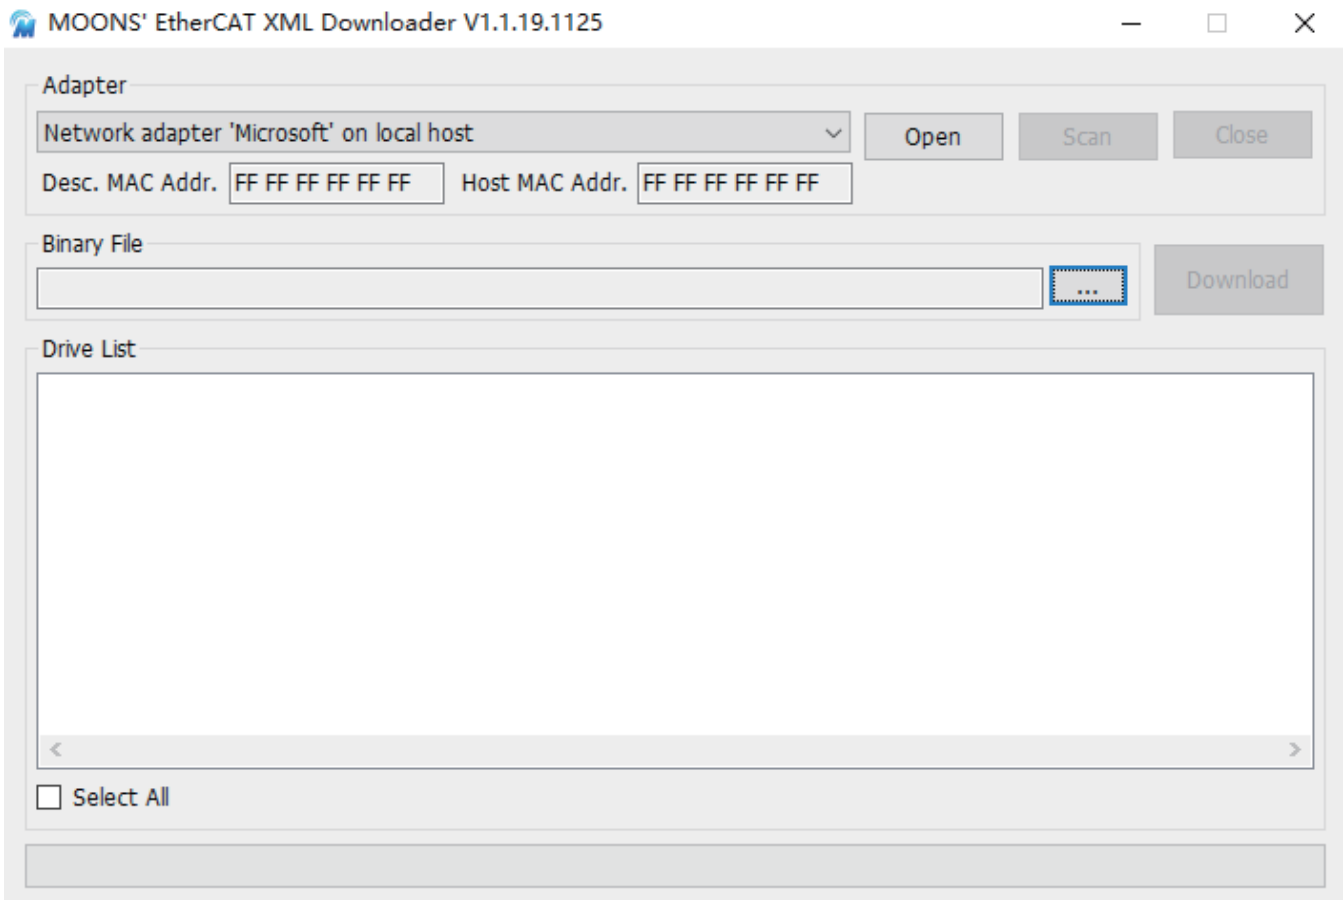 MOONS' EtherCAT XML Downloader V1.1.19.1125
Adapter
Network adapter 'Microsoft' on local host
Open
Scan
Close
Desc. MAC Addr. FF FF FF FF FF FF Host MAC Addr. FF FF FF FF FF FF
Binary File
...
Download
Drive List
Select All